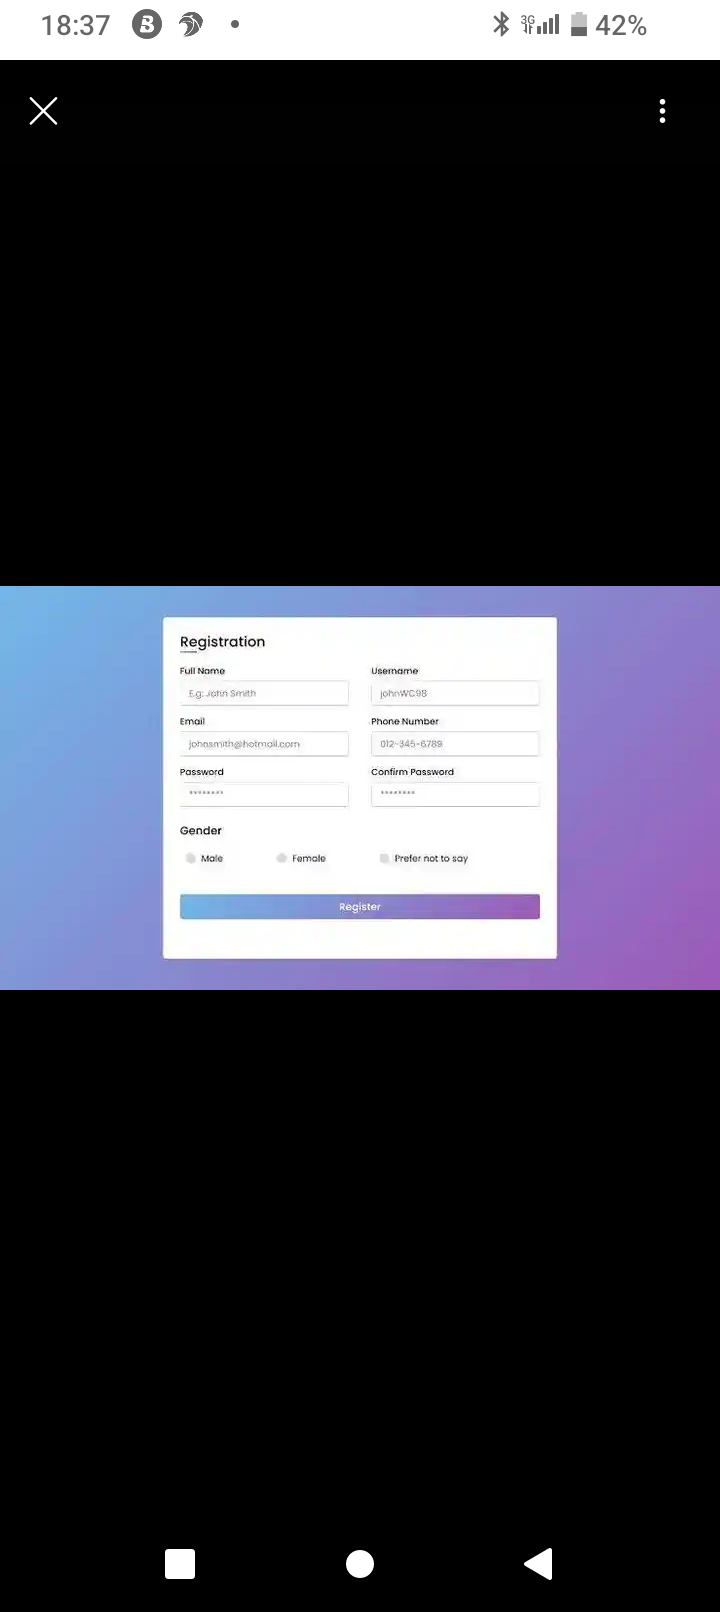 18:37 3G 42%
Registration
Full Name Username
E.g: John Smith johnWC98
Email Phone Number
johnsmith@hotmail.com 012-345-6789
Password Confirm Password
******** ********
Gender
Male Female Prefer not to say
Register